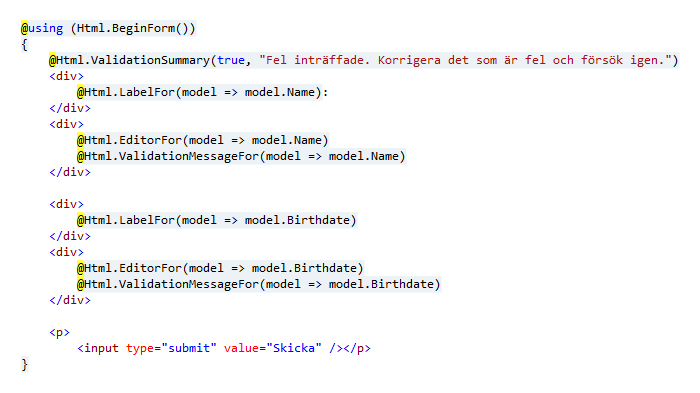 @using (Html.BeginForm())
{
    @Html.ValidationSummary(true, "Fel inträffade. Korrigera det som är fel och försök igen.")
    <div>
        @Html.LabelFor(model => model.Name):
    </div>
    <div>
        @Html.EditorFor(model => model.Name)
        @Html.ValidationMessageFor(model => model.Name)
    </div>

    <div>
        @Html.LabelFor(model => model.Birthdate)
    </div>
    <div>
        @Html.EditorFor(model => model.Birthdate)
        @Html.ValidationMessageFor(model => model.Birthdate)
    </div>

    <p>
        <input type="submit" value="Skicka" /></p>
}